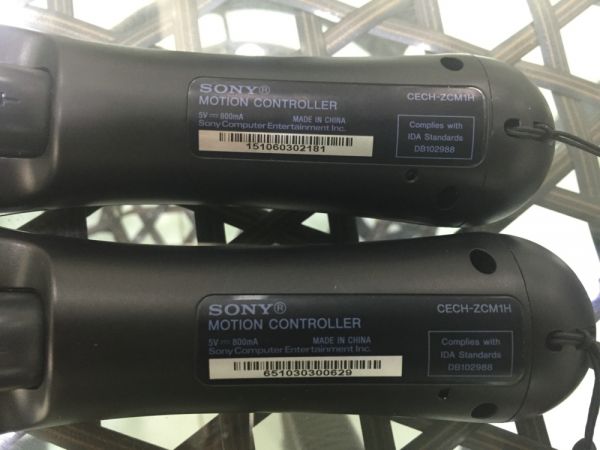 SONY®
CECH-ZCM1H
MOTION CONTROLLER
5V⎓800mA MADE IN CHINA
Sony Computer Entertainment Inc.
151060302181
Complies with
IDA Standards
DB102988
SONY®
CECH-ZCM1H
MOTION CONTROLLER
5V⎓800mA MADE IN CHINA
Sony Computer Entertainment Inc.
651030300629
Complies with
IDA Standards
DB102988